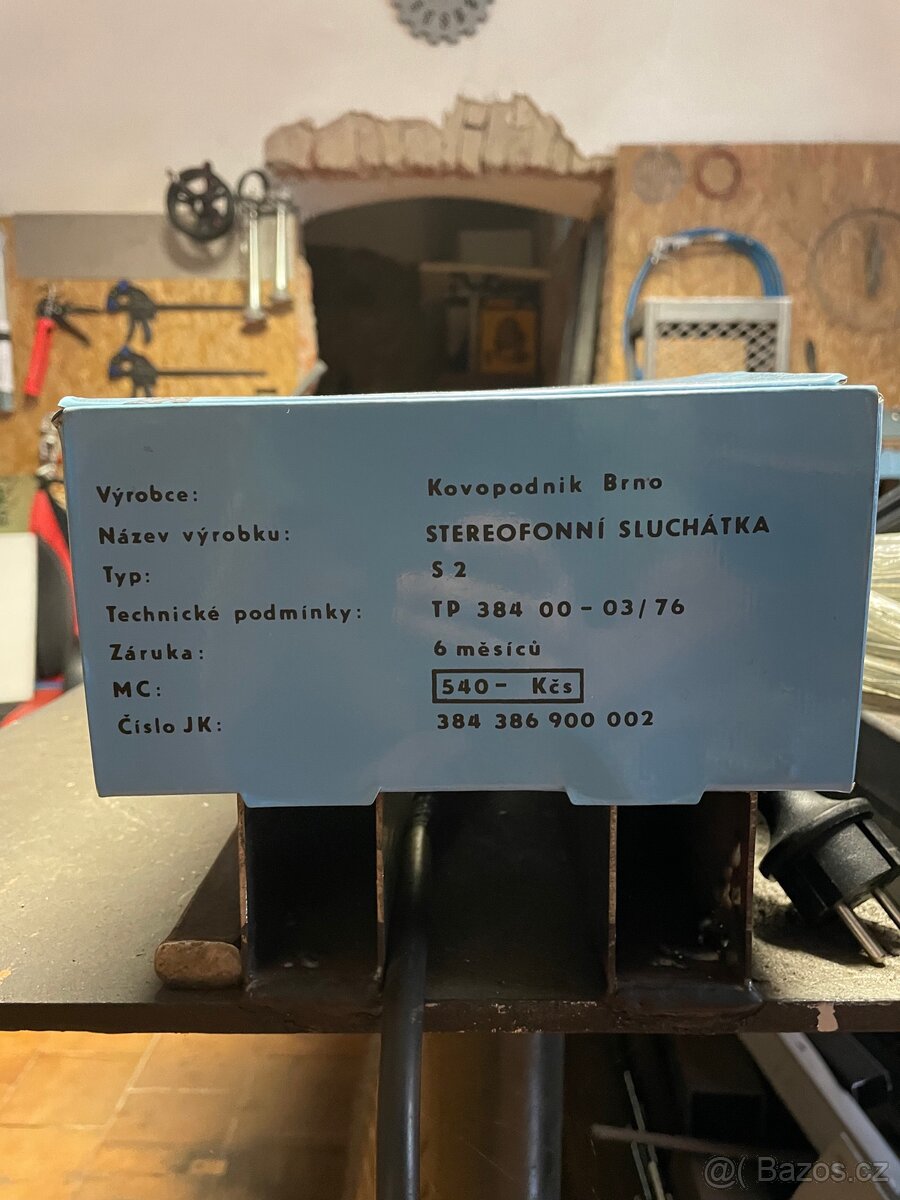 Výrobce: Kovopodnik Brno
Název výrobku: STEREOFONNÍ SLUCHÁTKA
Typ: S 2
Technické podmínky: TP 384 00 - 03/76
Záruka: 6 měsíců
MC: 540- Kčs
Číslo JK: 384 386 900 002
@( Bazos.cz